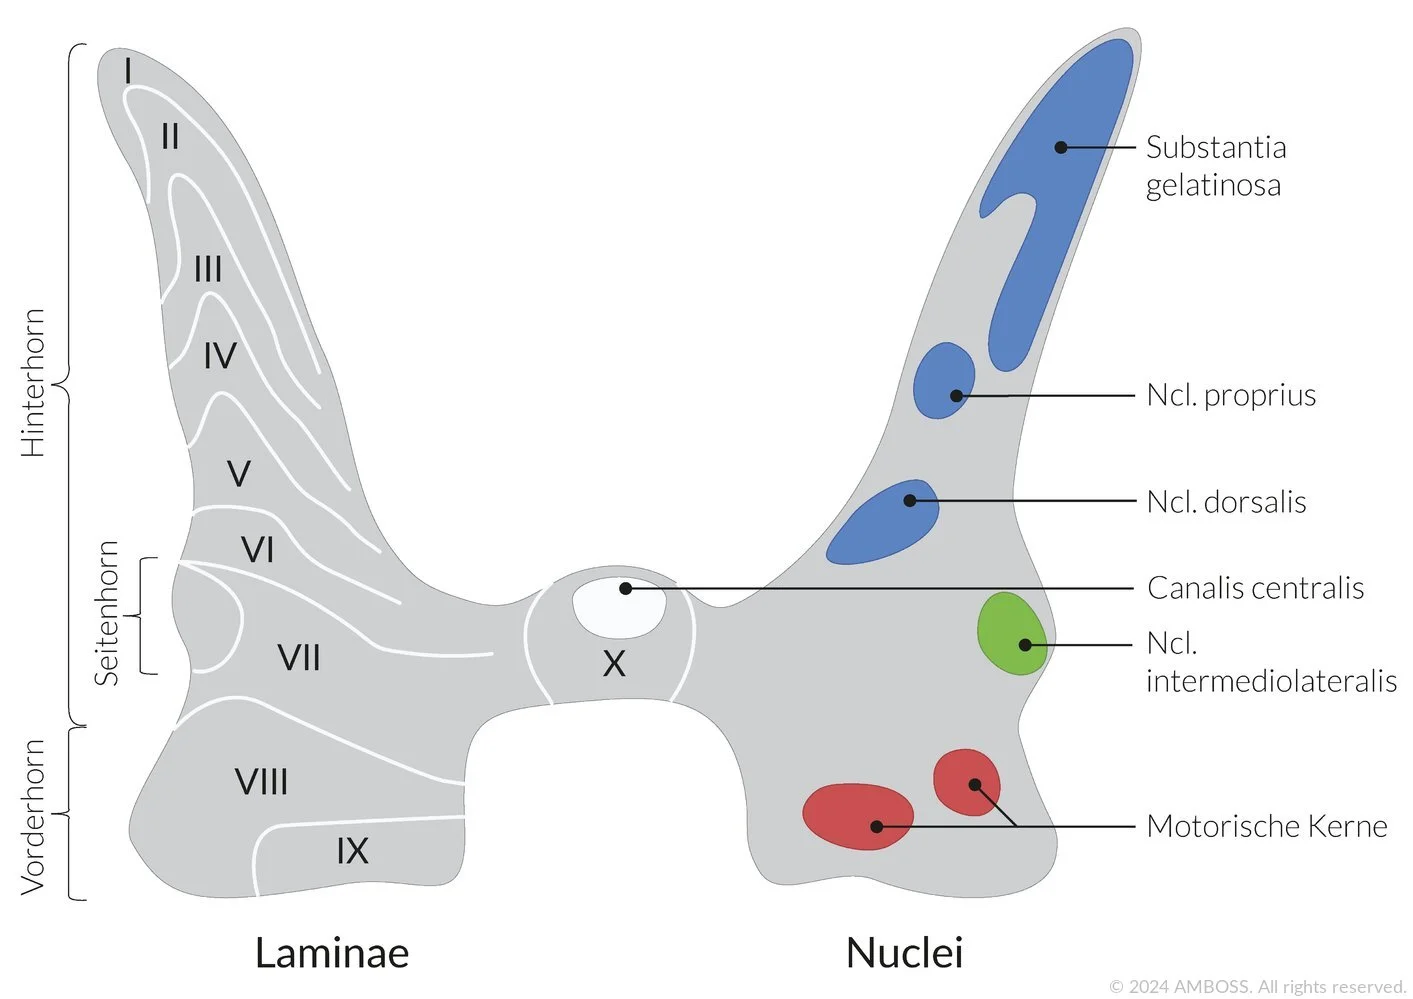 I
II
III
IV
V
VI
VII
VIII
IX
X
Hinterhorn
Seitenhorn
Vorderhorn
Substantia
gelatinosa
Ncl. proprius
Ncl. dorsalis
Canalis centralis
Ncl.
intermediolateralis
Motorische Kerne
Laminae
Nuclei
© 2024 AMBOSS. All rights reserved.